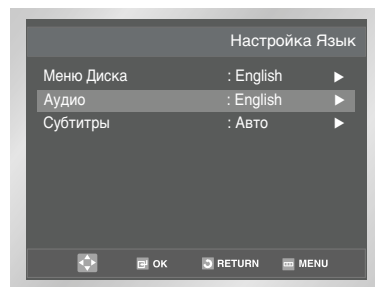 Настройка Язык
Меню Диска : English ►
Аудио : English ►
Субтитры : Авто ►
OK RETURN MENU